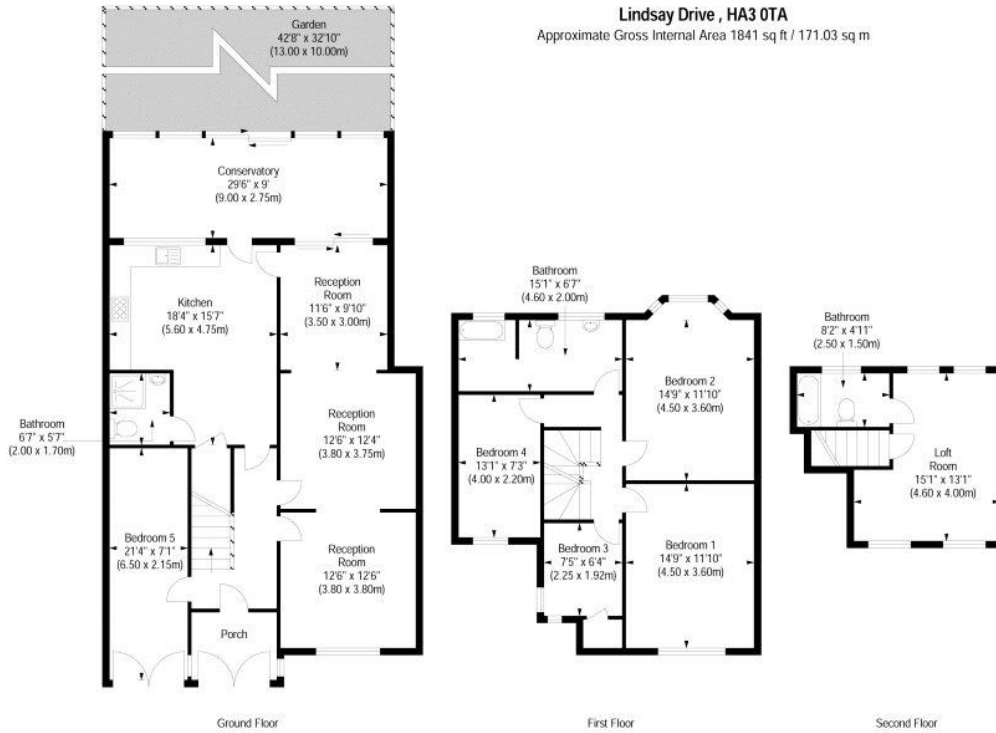 Lindsay Drive , HA3 0TA
Approximate Gross Internal Area 1841 sq ft / 171.03 sq m
Garden
42'8" x 32'10"
(13.00 x 10.00m)
Conservatory
29'6" x 9'
(9.00 x 2.75m)
Kitchen
18'4" x 15'7"
(5.60 x 4.75m)
Reception
Room
11'6" x 9'10"
(3.50 x 3.00m)
Bathroom
6'7" x 5'7"
(2.00 x 1.70m)
Reception
Room
12'6" x 12'4"
(3.80 x 3.75m)
Bedroom 5
21'4" x 7'1"
(6.50 x 2.15m)
Reception
Room
12'6" x 12'6"
(3.80 x 3.80m)
Porch
Ground Floor
Bathroom
15'1" x 6'7"
(4.60 x 2.00m)
Bedroom 2
14'9" x 11'10"
(4.50 x 3.60m)
Bedroom 4
13'1" x 7'3"
(4.00 x 2.20m)
Bedroom 3
7'5" x 6'4"
(2.25 x 1.92m)
Bedroom 1
14'9" x 11'10"
(4.50 x 3.60m)
First Floor
Bathroom
8'2" x 4'11"
(2.50 x 1.50m)
Loft
Room
15'1" x 13'1"
(4.60 x 4.00m)
Second Floor